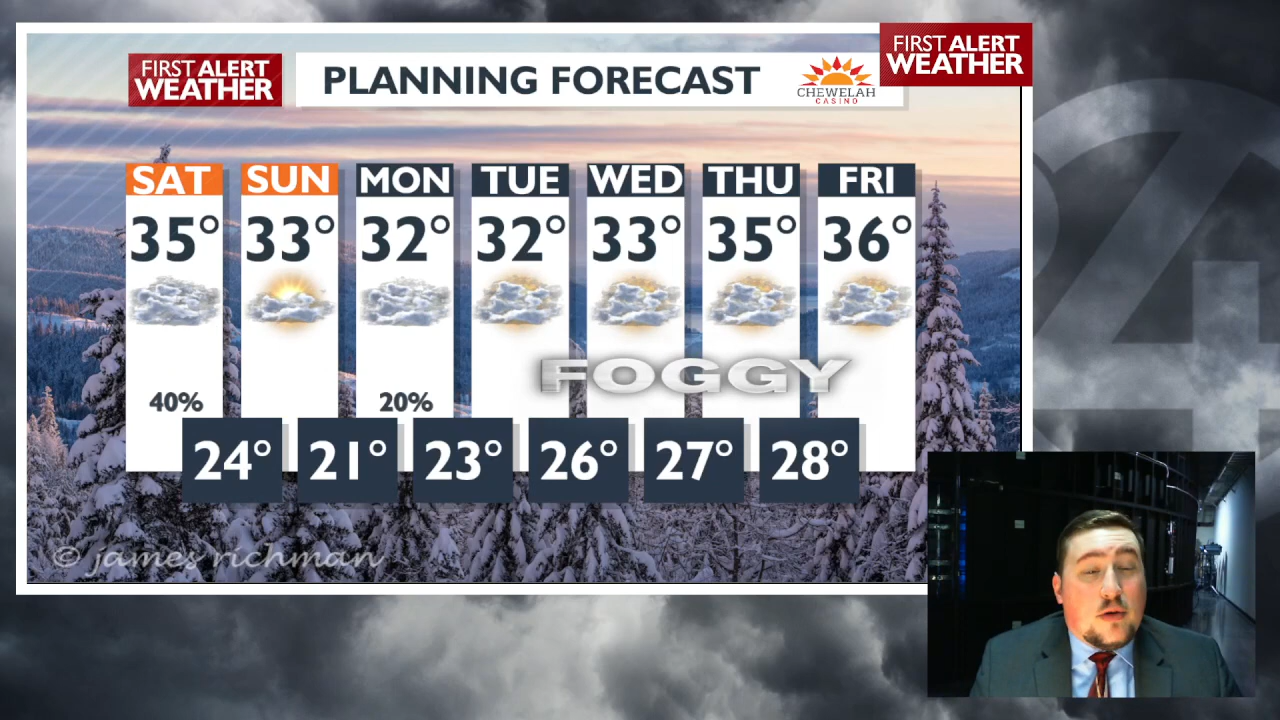 FIRST ALERT
WEATHER
PLANNING FORECAST
CHEWELAH
CASINO
FIRST ALERT
WEATHER
SAT SUN MON TUE WED THU FRI
35° 33° 32° 32° 33° 35° 36°
FOGGY
40% 20%
24° 21° 23° 26° 27° 28°
© james richman
4